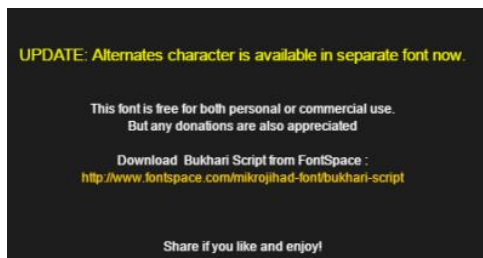 UPDATE: Alternates character is available in separate font now.
This font is free for both personal or commercial use.
But any donations are also appreciated
Download Bukhari Script from FontSpace :
http://www.fontspace.com/mikrojihad-font/bukhari-script
Share if you like and enjoy!